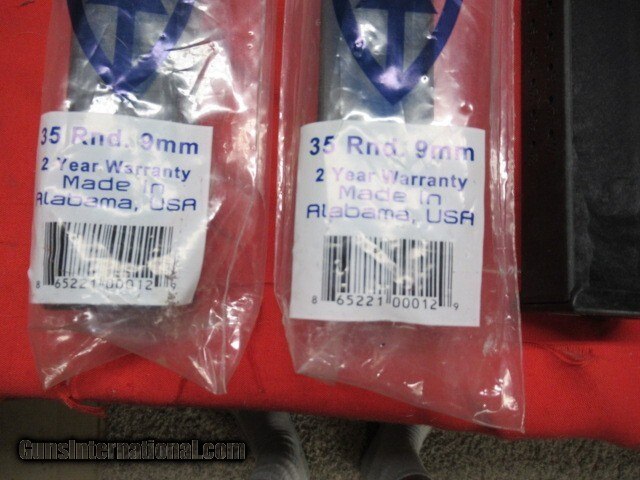 35 Rnd. 9mm
2 Year Warranty
Made in
Alabama, USA
8 65221 00012 9
35 Rnd. 9mm
2 Year Warranty
Made in
Alabama, USA
8 65221 00012 9
GunsInternational.com